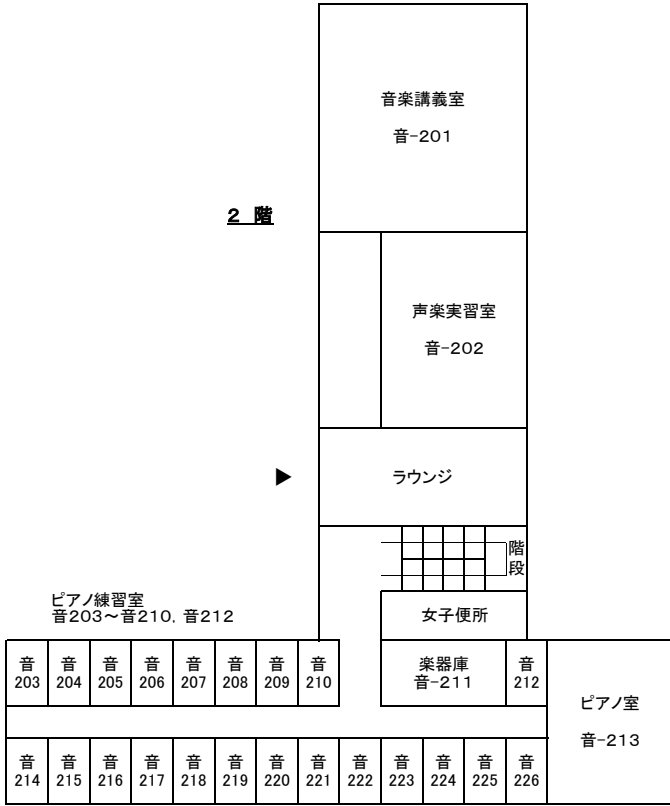 音楽講義室
音-201
2 階
声楽実習室
音-202
▶
ラウンジ
階
段
ピアノ練習室
音203～音210, 音212
女子便所
音
203
音
204
音
205
音
206
音
207
音
208
音
209
音
210
楽器庫
音-211
音
212
ピアノ室
音-213
音
214
音
215
音
216
音
217
音
218
音
219
音
220
音
221
音
222
音
223
音
224
音
225
音
226